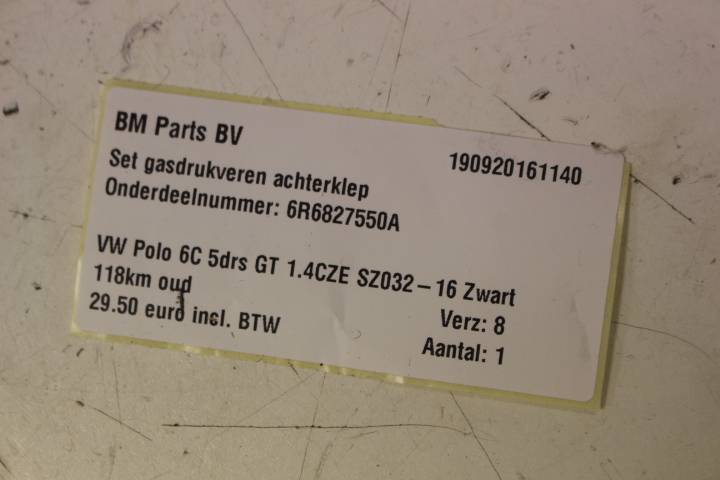 BM Parts BV
190920161140
Set gasdrukveren achterklep
Onderdeelnummer: 6R6827550A
VW Polo 6C 5drs GT 1.4CZE SZ032-16 Zwart
118km oud
Verz: 8
29.50 euro incl. BTW
Aantal: 1